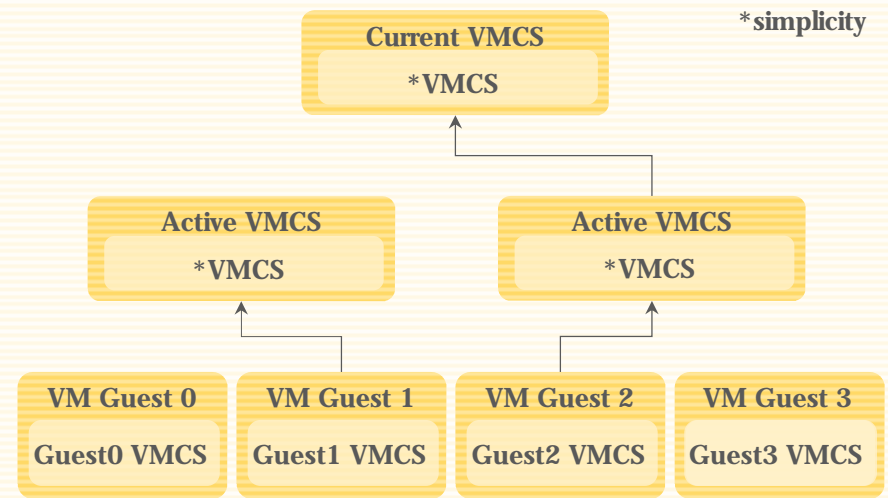 *simplicity
Current VMCS
*VMCS
Active VMCS
*VMCS
Active VMCS
*VMCS
VM Guest 0
Guest0 VMCS
VM Guest 1
Guest1 VMCS
VM Guest 2
Guest2 VMCS
VM Guest 3
Guest3 VMCS